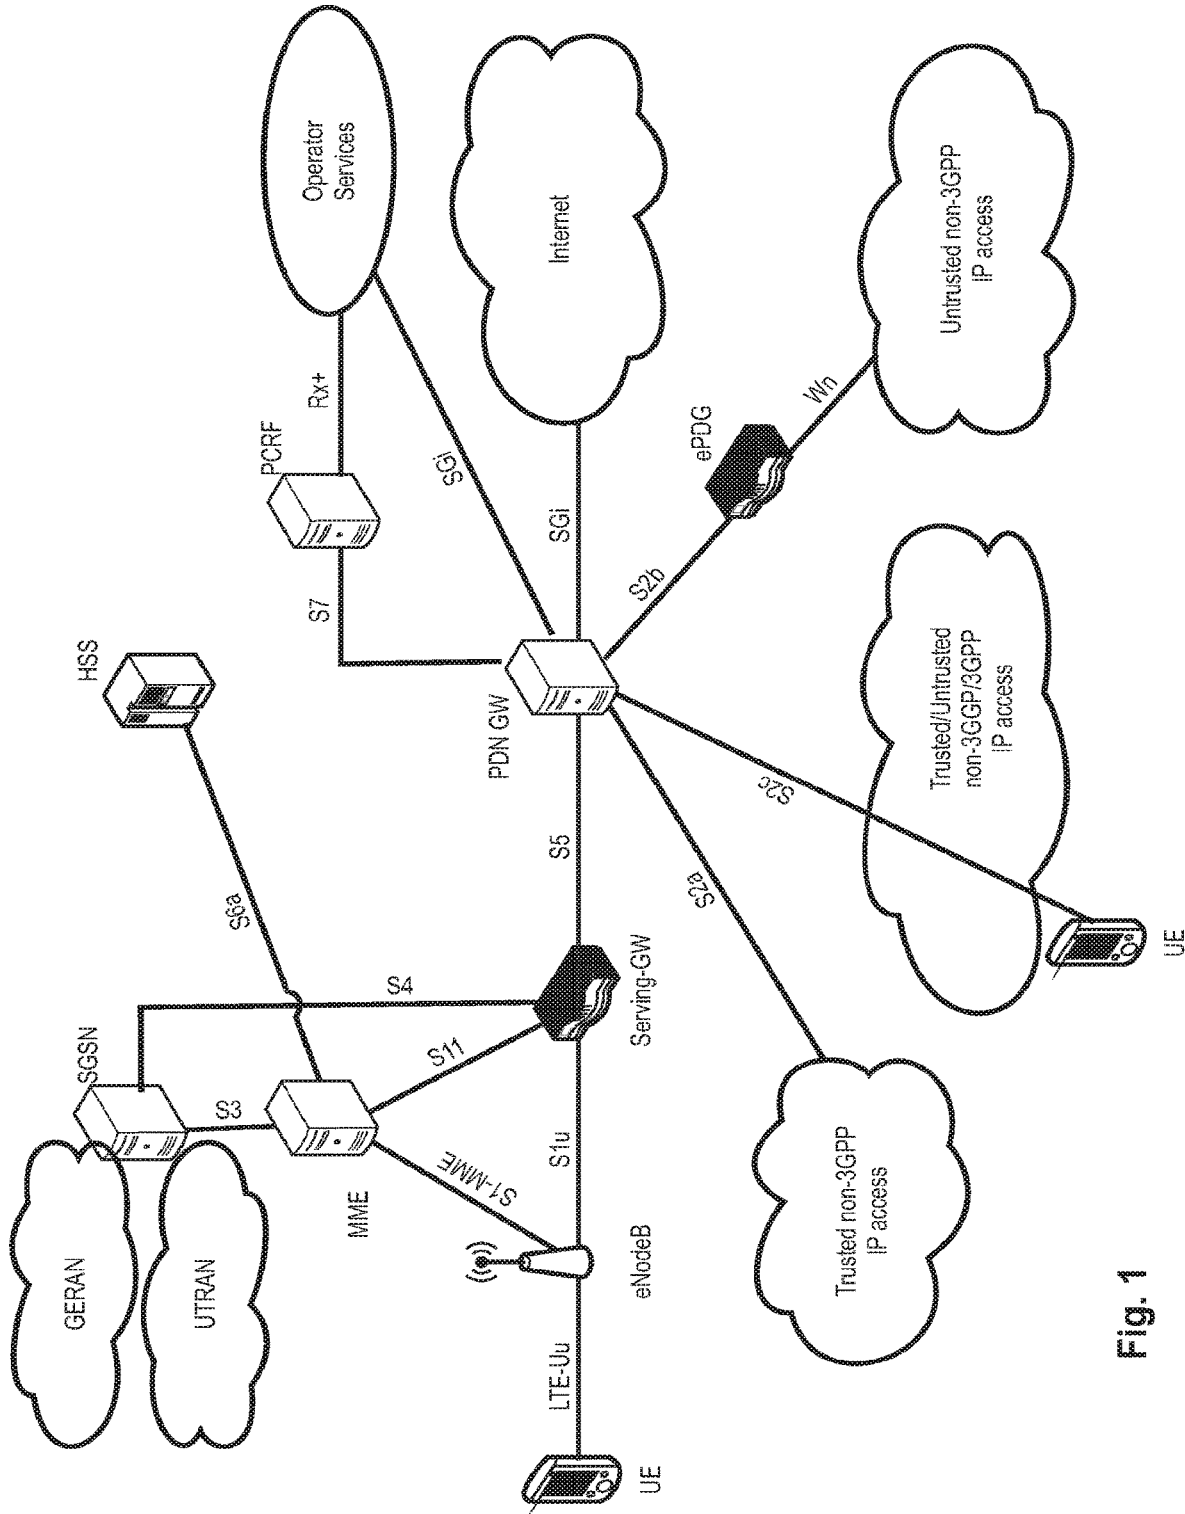 GERAN
UTRAN
SGSN
S3
MME
S6a
HSS
S4
S11
S1-MME
PCRF
S7
Rx+
Operator
Services
SGi
UE
LTE-Uu
eNodeB
S1u
Serving-GW
S5
PDN GW
SGi
Internet
S2a
S2c
S2b
ePDG
Wn
Trusted non-3GPP
IP access
Trusted/Untrusted
non-3GGP/3GPP
IP access
UE
Untrusted non-3GPP
IP access
Fig. 1